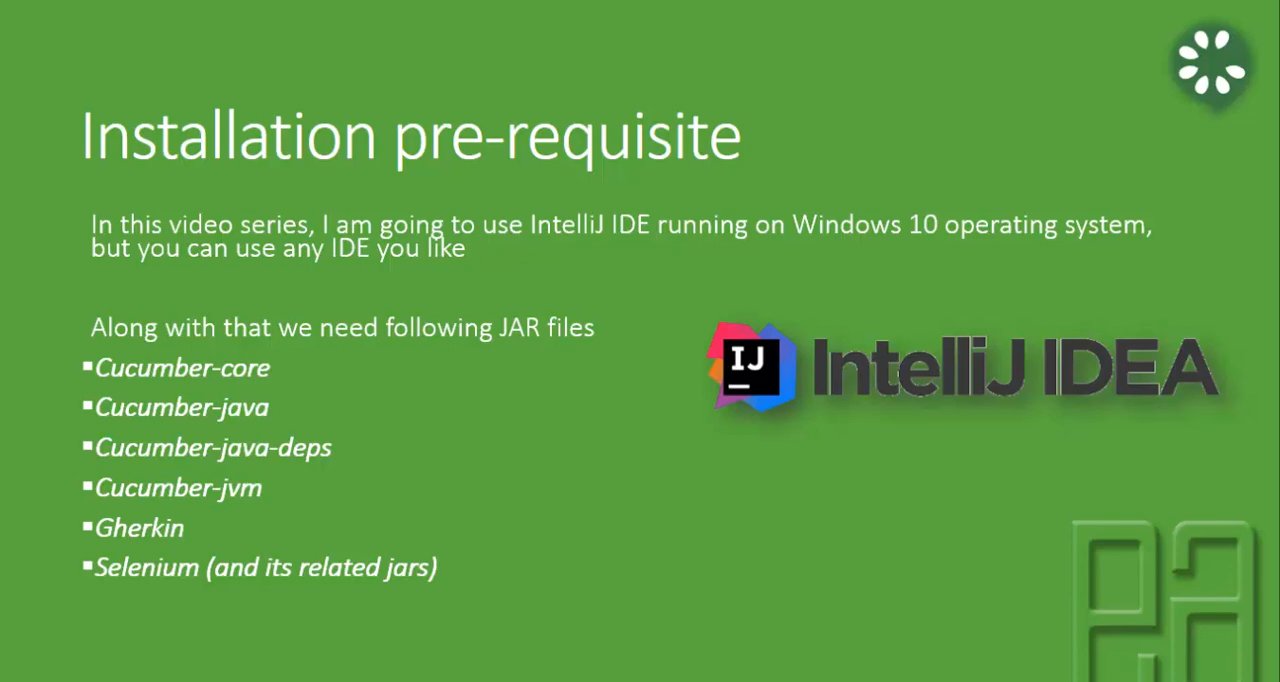 Installation pre-requisite
In this video series, I am going to use IntelliJ IDE running on Windows 10 operating system,
but you can use any IDE you like
Along with that we need following JAR files
▪Cucumber-core
▪Cucumber-java
▪Cucumber-java-deps
▪Cucumber-jvm
▪Gherkin
▪Selenium (and its related jars)
IJ IntelliJ IDEA